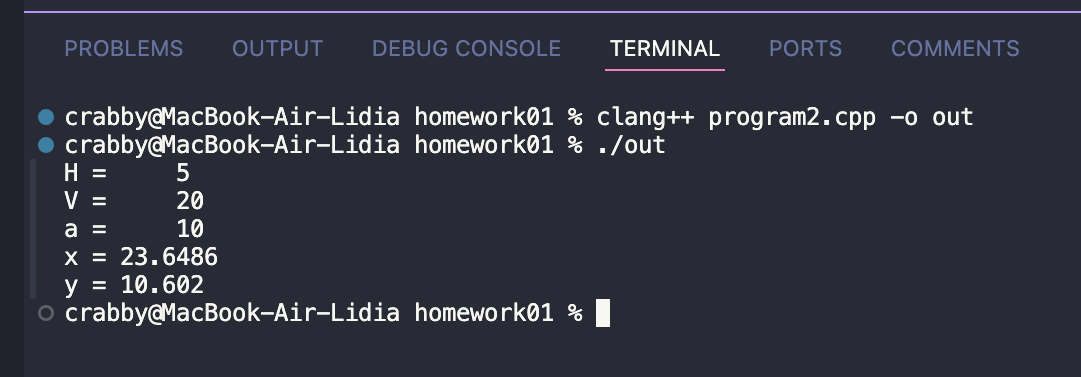 PROBLEMS OUTPUT DEBUG CONSOLE TERMINAL PORTS COMMENTS
crabby@MacBook-Air-Lidia homework01 % clang++ program2.cpp -o out
crabby@MacBook-Air-Lidia homework01 % ./out
H =     5
V =     20
a =     10
x = 23.6486
y = 10.602
crabby@MacBook-Air-Lidia homework01 %